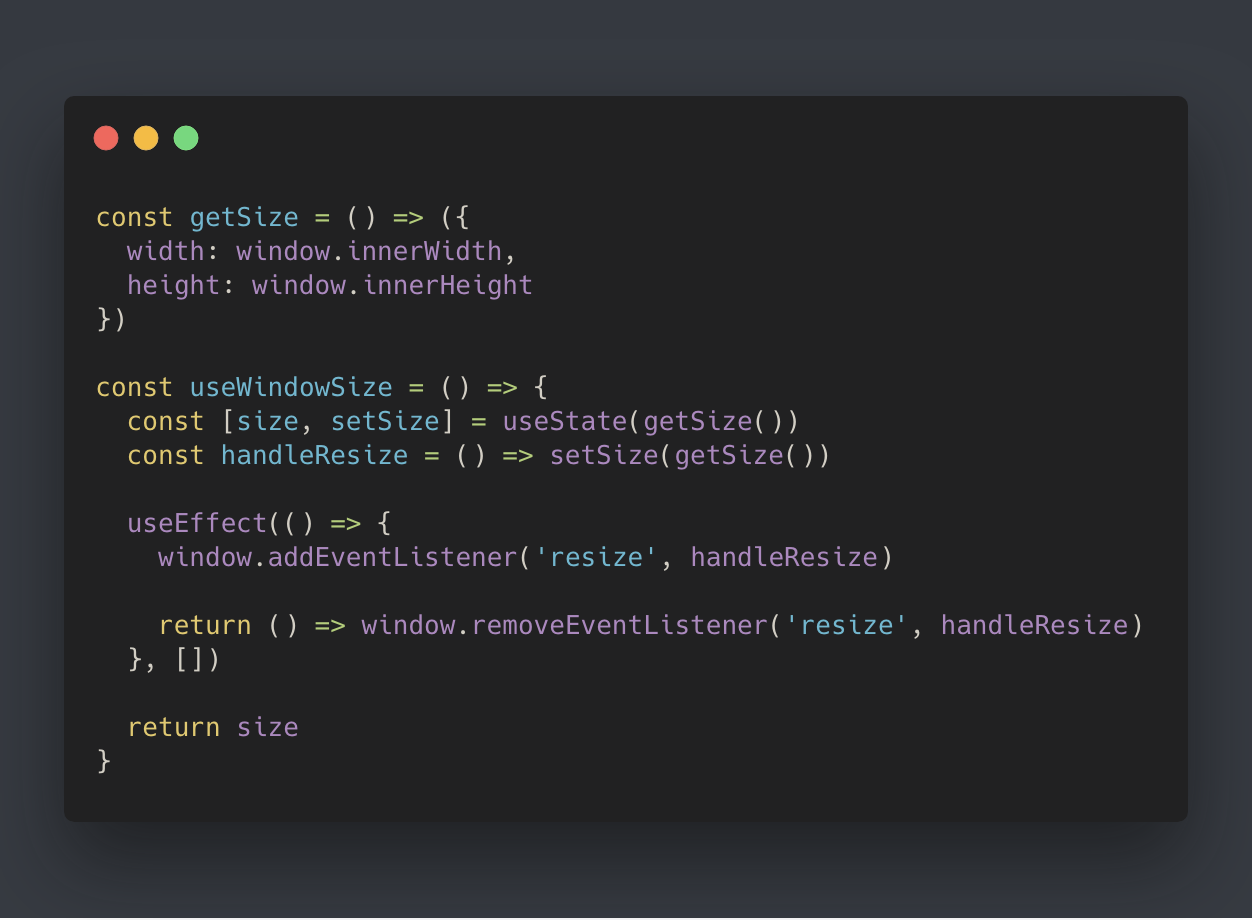 const getSize = () => ({
  width: window.innerWidth,
  height: window.innerHeight
})

const useWindowSize = () => {
  const [size, setSize] = useState(getSize())
  const handleResize = () => setSize(getSize())

  useEffect(() => {
    window.addEventListener('resize', handleResize)

    return () => window.removeEventListener('resize', handleResize)
  }, [])

  return size
}